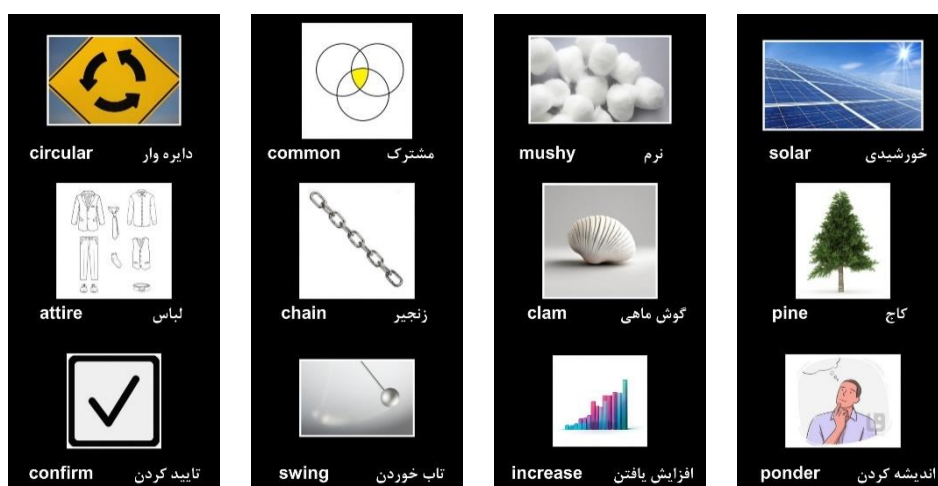 circular دایره وار
common مشترک
mushy نرم
solar خورشیدی
attire لباس
chain زنجیر
clam گوش ماهی
pine کاج
confirm تایید کردن
swing تاب خوردن
increase افزایش یافتن
ponder اندیشه کردن